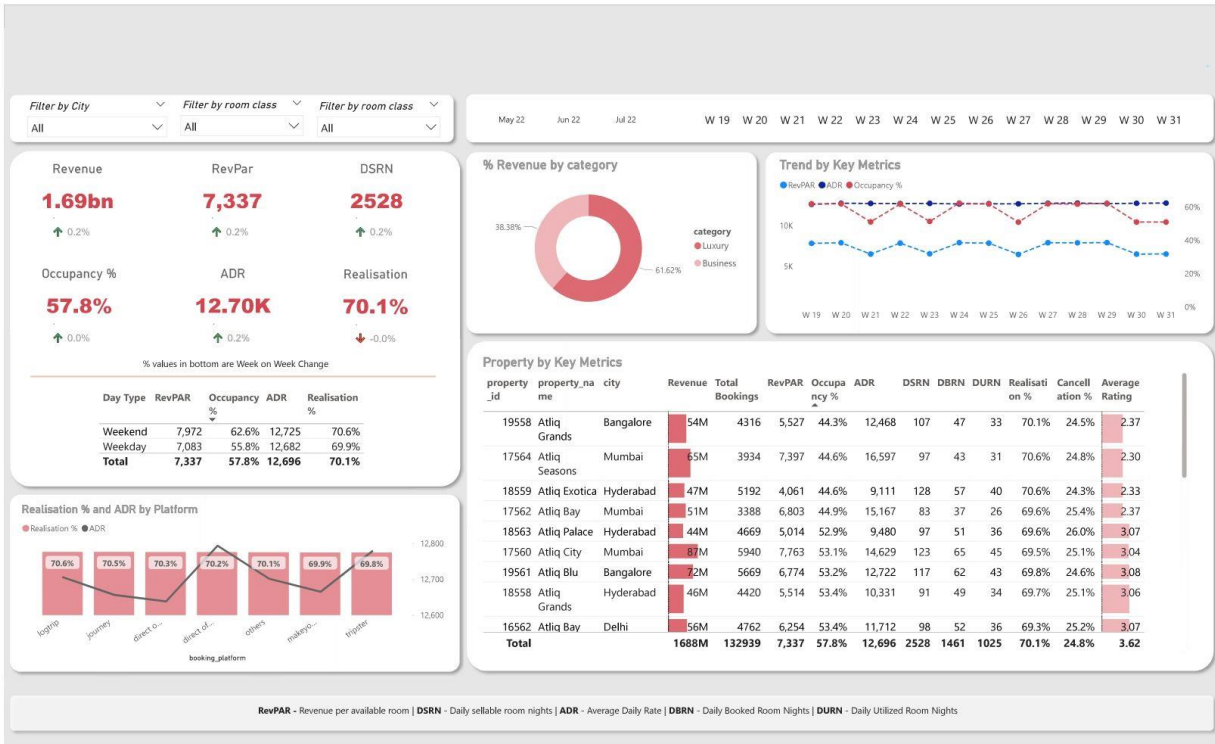 Filter by City
Filter by room class
Filter by room class
All
All
All
May 22 Jun 22 Jul 22 W 19 W 20 W 21 W 22 W 23 W 24 W 25 W 26 W 27 W 28 W 29 W 30 W 31
Revenue RevPar DSRN
1.69bn 7,337 2528
0.2% 0.2% 0.2%
Occupancy % ADR Realisation
57.8% 12.70K 70.1%
0.0% 0.2% -0.0%
% values in bottom are Week on Week Change
Day Type RevPAR Occupancy % ADR Realisation %
Weekend 7,972 62.6% 12,725 70.6%
Weekday 7,083 55.8% 12,682 69.9%
Total 7,337 57.8% 12,696 70.1%
% Revenue by category
38.38%
61.62%
category
Luxury
Business
Trend by Key Metrics
RevPAR ADR Occupancy %
10K
5K
60%
40%
20%
0%
W 19 W 20 W 21 W 22 W 23 W 24 W 25 W 26 W 27 W 28 W 29 W 30 W 31
Realisation % and ADR by Platform
Realisation % ADR
12,800
12,700
12,600
70.6% 70.5% 70.3% 70.2% 70.1% 69.9% 69.8%
logtrip journey direct o... direct of... others makeyo... tripster
booking_platform
Property by Key Metrics
property_id property_name city Revenue Total Bookings RevPAR Occupancy % ADR DSRN DBRN DURN Realisation % Cancellation % Average Rating
19558 Atliq Grands Bangalore 54M 4316 5,527 44.3% 12,468 107 47 33 70.1% 24.5% 2.37
17564 Atliq Seasons Mumbai 65M 3934 7,397 44.6% 16,597 97 43 31 70.6% 24.8% 2.30
18559 Atliq Exotica Hyderabad 47M 5192 4,061 44.6% 9,111 128 57 40 70.6% 24.3% 2.33
17562 Atliq Bay Mumbai 51M 3388 6,803 44.9% 15,167 83 37 26 69.6% 25.4% 2.37
18563 Atliq Palace Hyderabad 44M 4669 5,014 52.9% 9,480 97 51 36 69.6% 26.0% 3.07
17560 Atliq City Mumbai 87M 5940 7,763 53.1% 14,629 123 65 45 69.5% 25.1% 3.04
19561 Atliq Blu Bangalore 72M 5669 6,774 53.2% 12,722 117 62 43 69.8% 24.6% 3.08
18558 Atliq Grands Hyderabad 46M 4420 5,514 53.4% 10,331 91 49 34 69.7% 25.1% 3.06
16562 Atliq Bay Delhi 56M 4762 6,254 53.4% 11,712 98 52 36 69.3% 25.2% 3.07
Total 1688M 132939 7,337 57.8% 12,696 2528 1461 1025 70.1% 24.8% 3.62
RevPAR - Revenue per available room | DSRN - Daily sellable room nights | ADR - Average Daily Rate | DBRN - Daily Booked Room Nights | DURN - Daily Utilized Room Nights